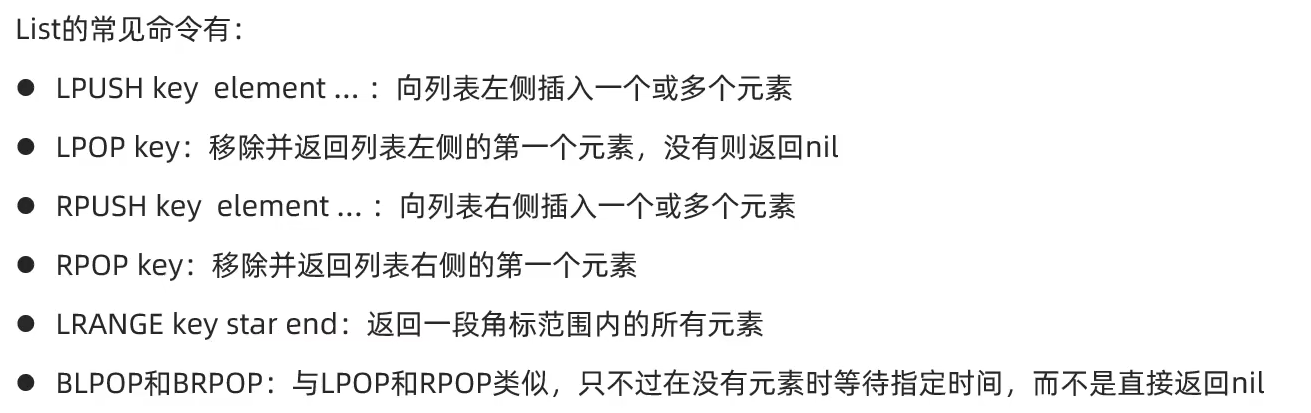 List的常见命令有：
● LPUSH key  element ... ：向列表左侧插入一个或多个元素
● LPOP key：移除并返回列表左侧的第一个元素，没有则返回nil
● RPUSH key  element ... ：向列表右侧插入一个或多个元素
● RPOP key：移除并返回列表右侧的第一个元素
● LRANGE key star end：返回一段角标范围内的所有元素
● BLPOP和BRPOP：与LPOP和RPOP类似，只不过在没有元素时等待指定时间，而不是直接返回nil